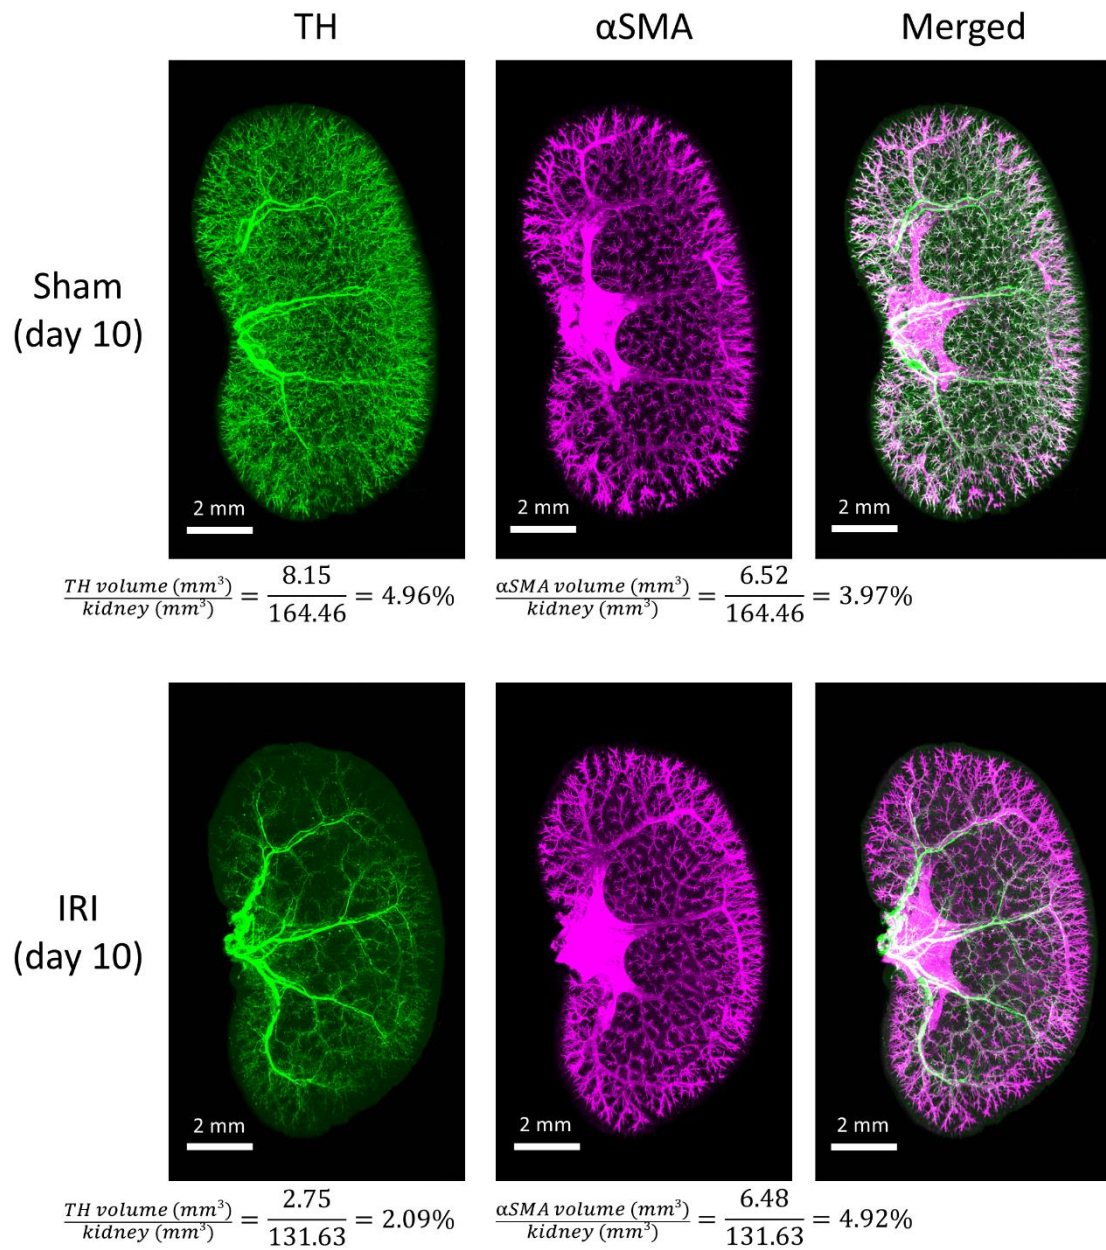 TH αSMA Merged
Sham
(day 10)
2 mm 2 mm 2 mm
TH volume (mm³) / kidney (mm³) = 8.15 / 164.46 = 4.96% αSMA volume (mm³) / kidney (mm³) = 6.52 / 164.46 = 3.97%
IRI
(day 10)
2 mm 2 mm 2 mm
TH volume (mm³) / kidney (mm³) = 2.75 / 131.63 = 2.09% αSMA volume (mm³) / kidney (mm³) = 6.48 / 131.63 = 4.92%